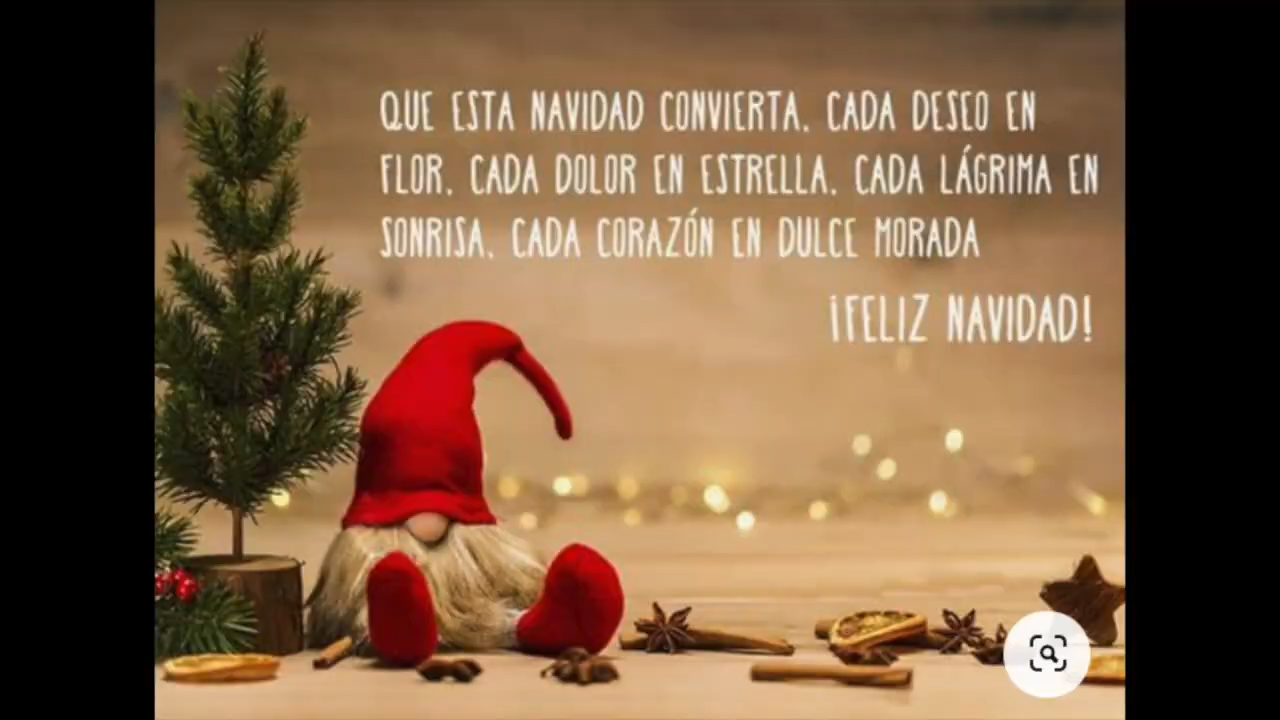 QUE ESTA NAVIDAD CONVIERTA, CADA DESEO EN
FLOR, CADA DOLOR EN ESTRELLA, CADA LÁGRIMA EN
SONRISA, CADA CORAZÓN EN DULCE MORADA
¡FELIZ NAVIDAD!